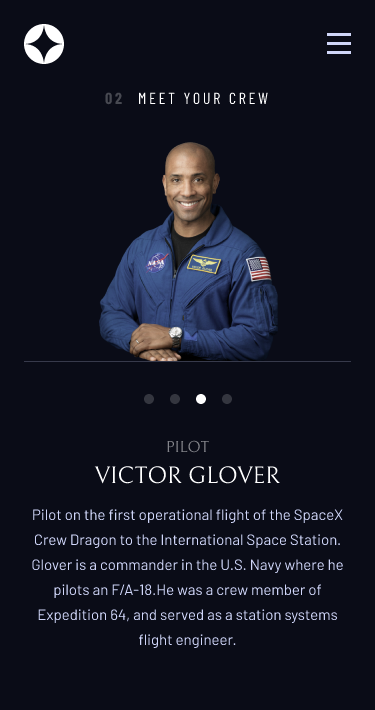 02 MEET YOUR CREW
NASA
PILOT
VICTOR GLOVER
Pilot on the first operational flight of the SpaceX
Crew Dragon to the International Space Station.
Glover is a commander in the U.S. Navy where he
pilots an F/A-18.He was a crew member of
Expedition 64, and served as a station systems
flight engineer.